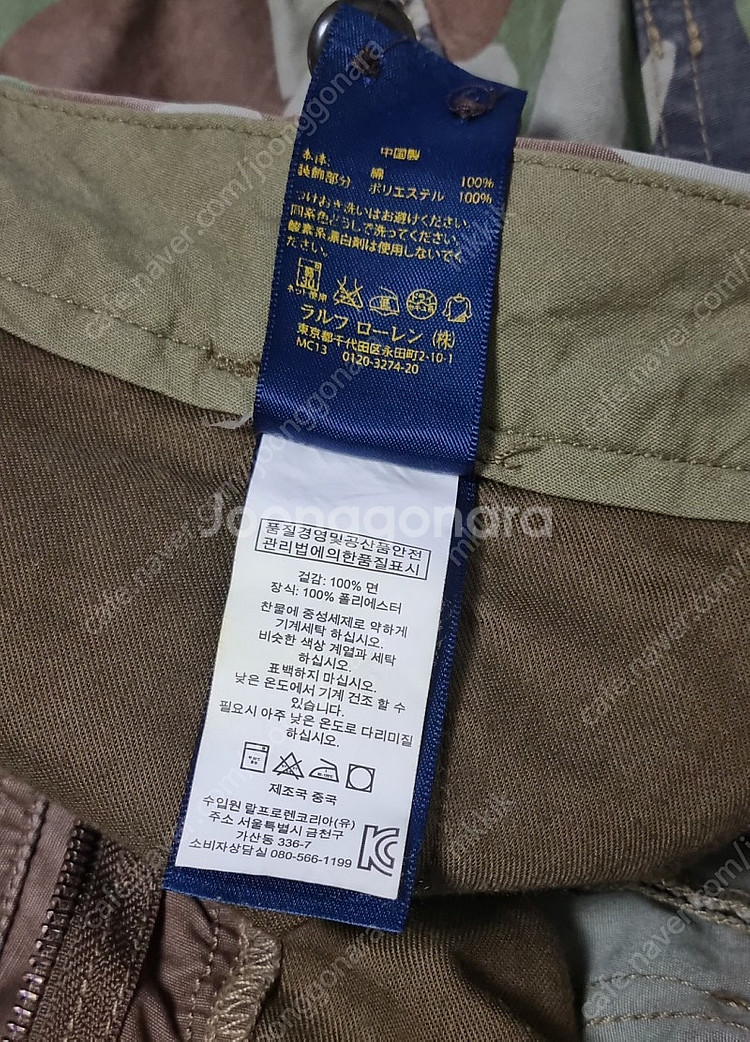 中国製
本体: 綿 100%
装飾部分 ポリエステル 100%
つけおき洗いはお避けください。
同系色どうしで洗ってください。
酸素系漂白剤は使用しないでく
ださい。
ネット使用
ラルフ ローレン (株)
東京都千代田区永田町2-10-1
MC13 0120-3274-20
Joonggonara
품질경영및공산품안전
관리법에의한품질표시
겉감: 100% 면
장식: 100% 폴리에스터
찬물에 중성세제로 약하게
기계세탁 하십시오.
비슷한 색상 계열과 세탁
하십시오.
표백하지 마십시오.
낮은 온도에서 기계 건조 할 수
있습니다.
필요시 아주 낮은 온도로 다리미질
하십시오.
제조국 중국
수입원 랄프로렌코리아(유)
주소 서울특별시 금천구
가산동 336-7
소비자상담실 080-566-1199